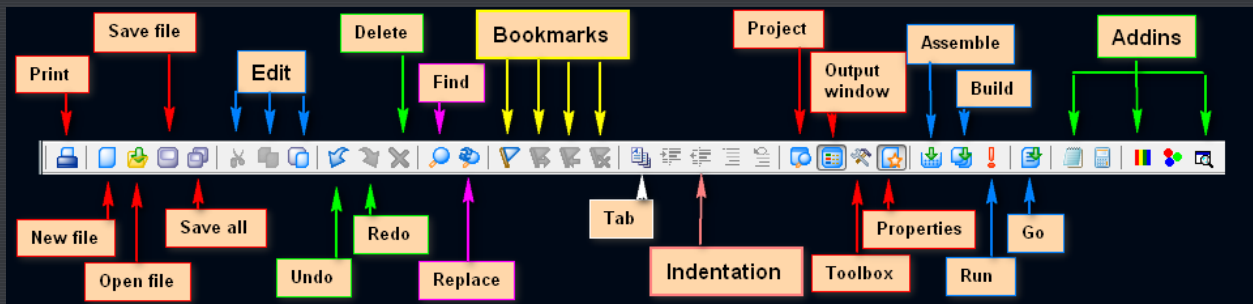 Save file
Delete
Bookmarks
Project
Assemble
Addins
Print
Edit
Find
Output
window
Build
New file
Save all
Redo
Tab
Properties
Go
Open file
Undo
Replace
Indentation
Toolbox
Run